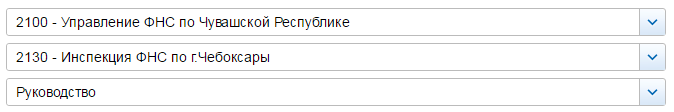 2100 - Управление ФНС по Чувашской Республике
2130 - Инспекция ФНС по г.Чебоксары
Руководство